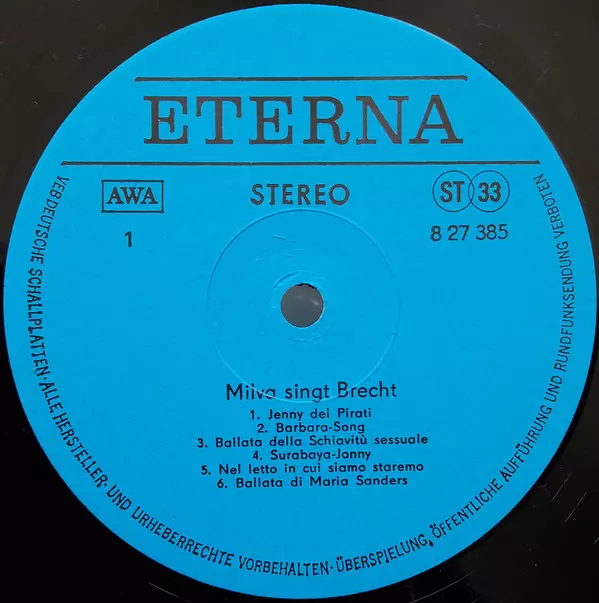 ETERNA
AWA
STEREO
ST 33
1
8 27 385
Miiva singt Brecht
1. Jenny dei Pirati
2. Barbara-Song
3. Ballata della Schiavitù sessuale
4. Surabaya-Jonny
5. Nel letto in cui siamo staremo
6. Ballata di Maria Sanders
VEB DEUTSCHE SCHALLPLATTEN · ALLE HERSTELLER- UND URHEBERRECHTE VORBEHALTEN · ÜBERSPIELUNG, ÖFFENTLICHE AUFFÜHRUNG UND RUNDFUNKSENDUNG VERBOTEN